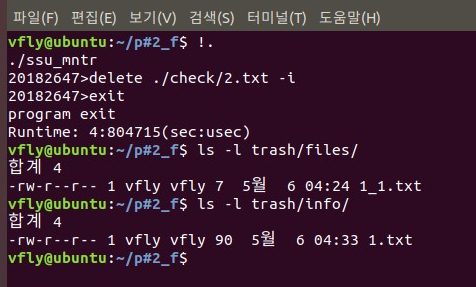 파일(F) 편집(E) 보기(V) 검색(S) 터미널(T) 도움말(H)
vfly@ubuntu:~/p#2_f$ !.
./ssu_mntr
20182647>delete ./check/2.txt -i
20182647>exit
program exit
Runtime: 4:804715(sec:usec)
vfly@ubuntu:~/p#2_f$ ls -l trash/files/
합계 4
-rw-r--r-- 1 vfly vfly 7  5월  6 04:24 1_1.txt
vfly@ubuntu:~/p#2_f$ ls -l trash/info/
합계 4
-rw-r--r-- 1 vfly vfly 90  5월  6 04:33 1.txt
vfly@ubuntu:~/p#2_f$